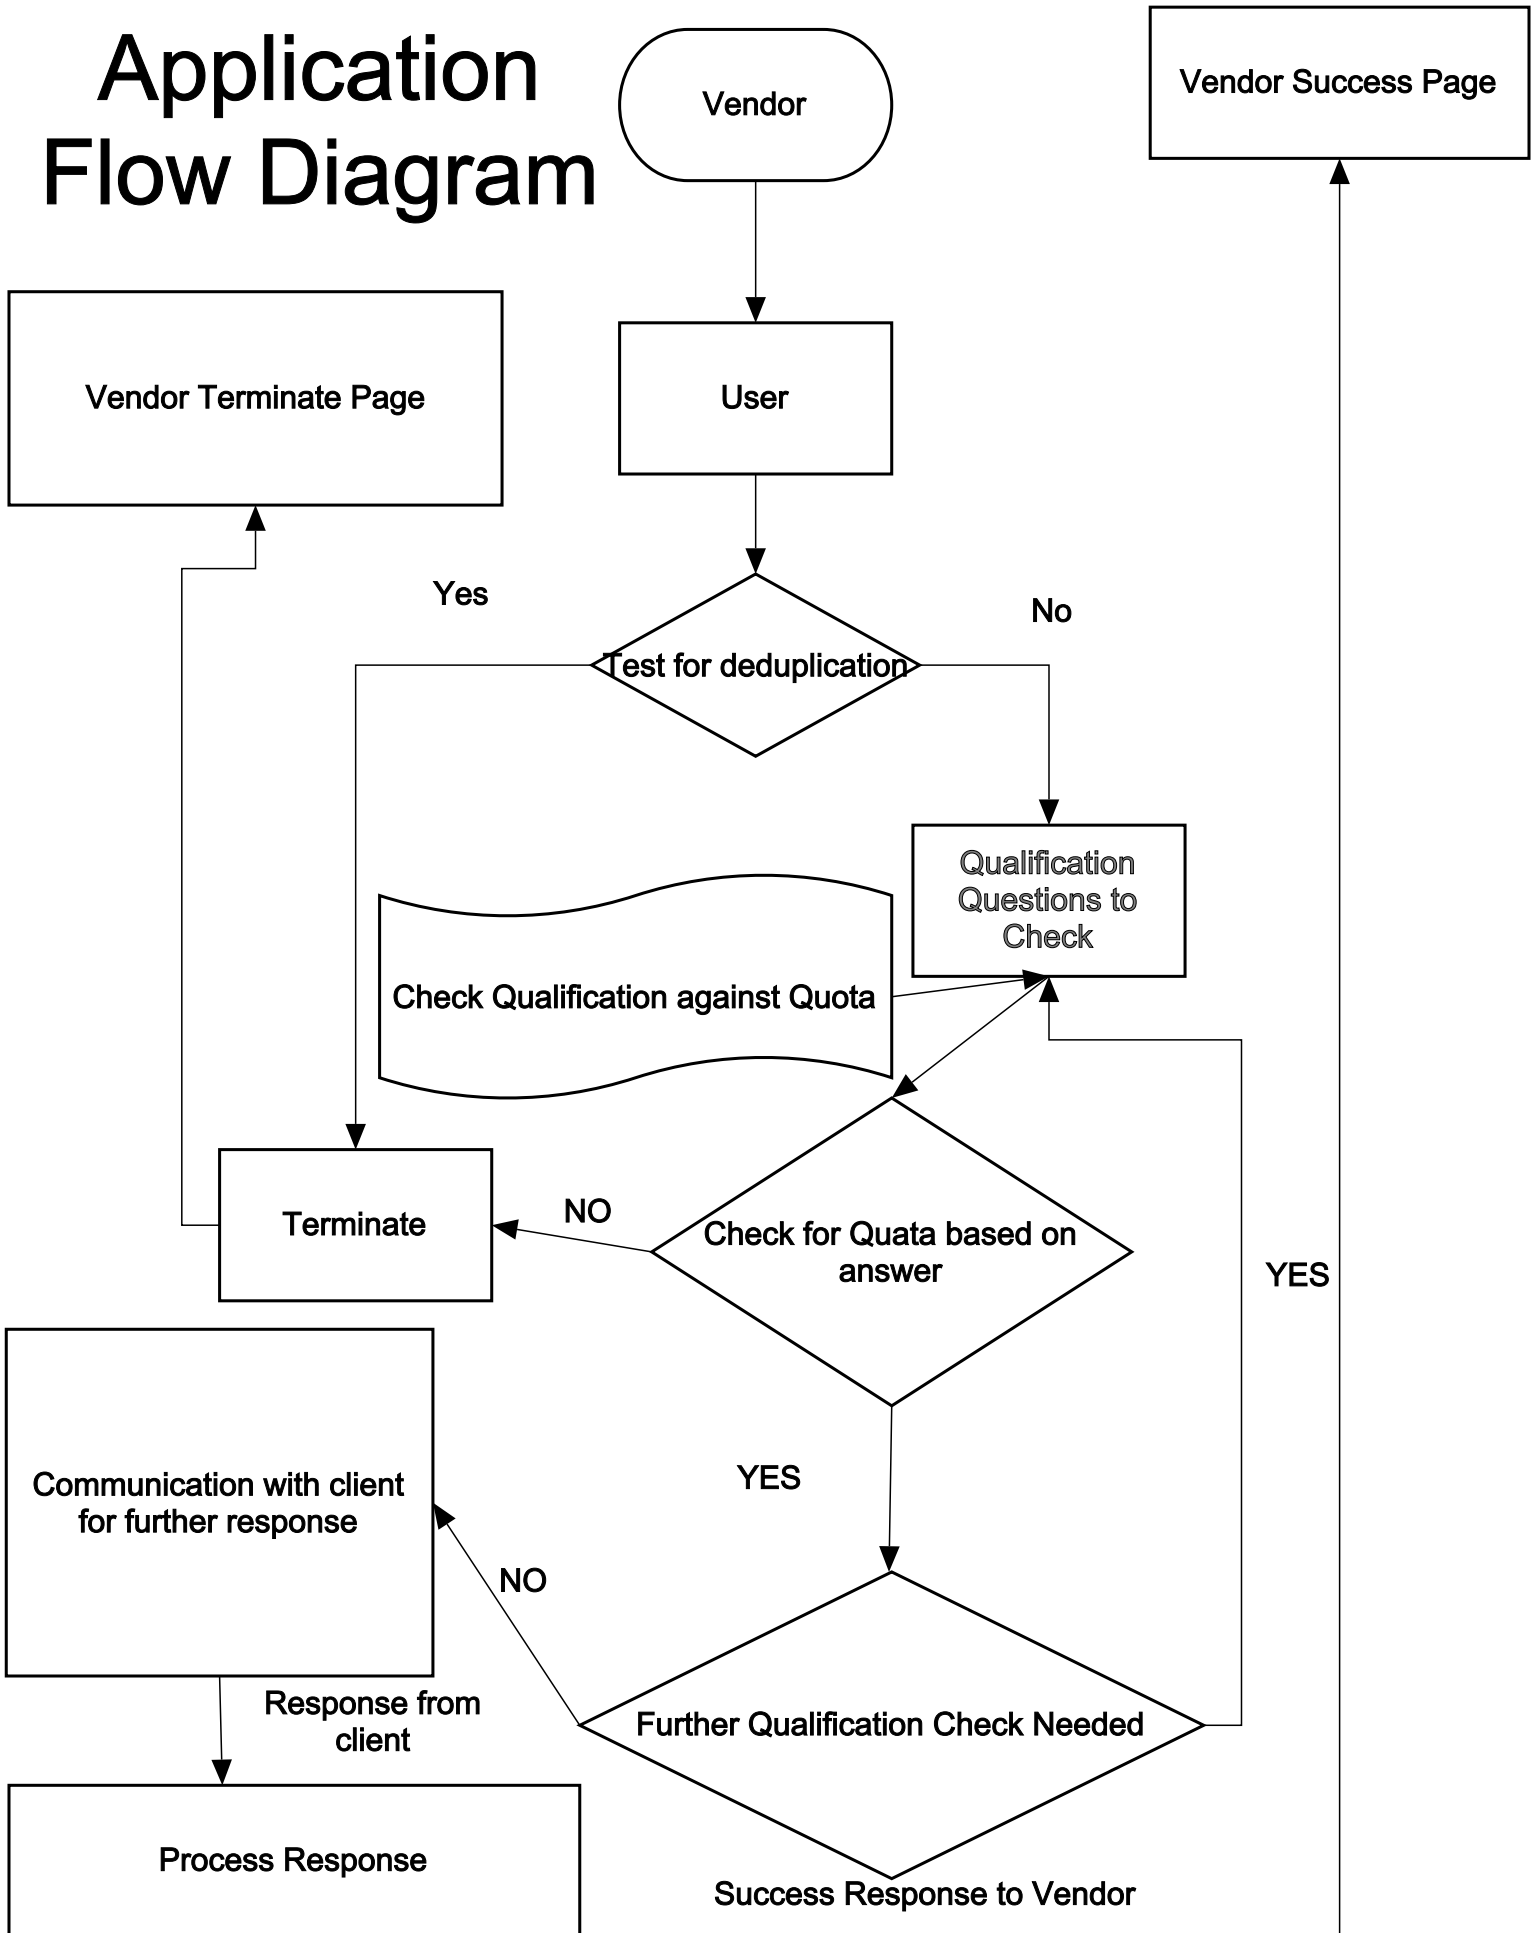 Application
Flow Diagram
Vendor
Vendor Success Page
Vendor Terminate Page
User
Yes
No
Test for deduplication
Qualification
Questions to
Check
Check Qualification against Quota
Terminate
NO
Check for Quata based on
answer
YES
Communication with client
for further response
YES
NO
Response from
client
Further Qualification Check Needed
Process Response
Success Response to Vendor